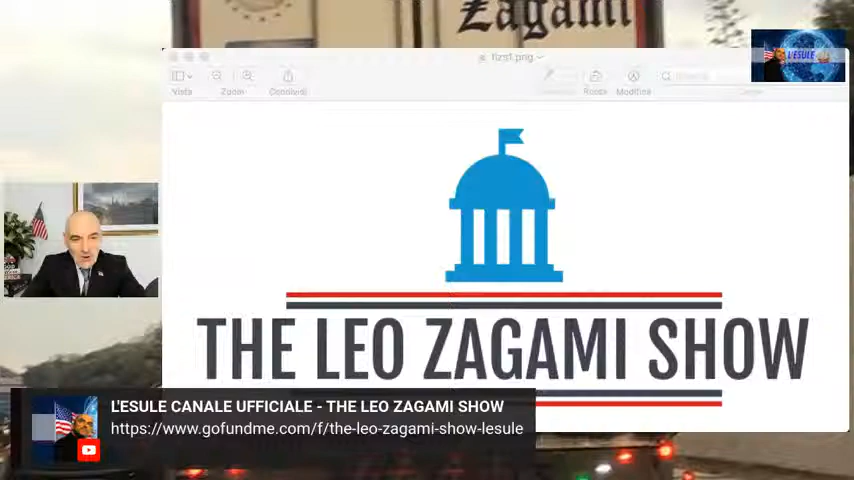 Zagami
first.png
Vista
Zoom
Condividi
Ruota
Modifica
L'ESULE
THE LEO ZAGAMI SHOW
L'ESULE CANALE UFFICIALE - THE LEO ZAGAMI SHOW
https://www.gofundme.com/f/the-leo-zagami-show-lesule